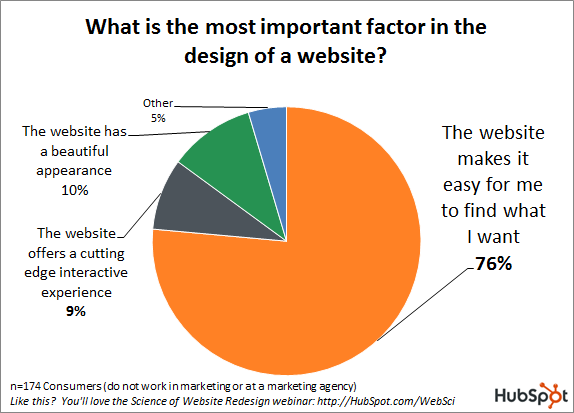 What is the most important factor in the
design of a website?
Other
5%
The website has
a beautiful
appearance
10%
The website
offers a cutting
edge interactive
experience
9%
The website
makes it
easy for me
to find what
I want
76%
n=174 Consumers (do not work in marketing or at a marketing agency)
Like this?  You'll love the Science of Website Redesign webinar: http://HubSpot.com/WebSci
HubSpot